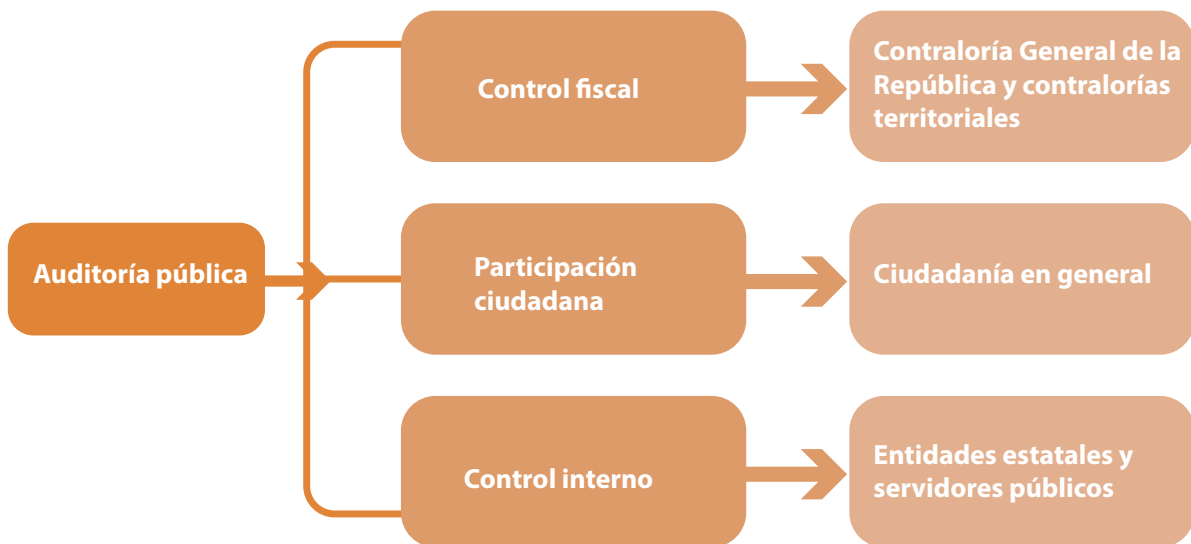 Auditoría pública
Control fiscal
Contraloría General de la
República y contralorías
territoriales
Participación
ciudadana
Ciudadanía en general
Control interno
Entidades estatales y
servidores públicos